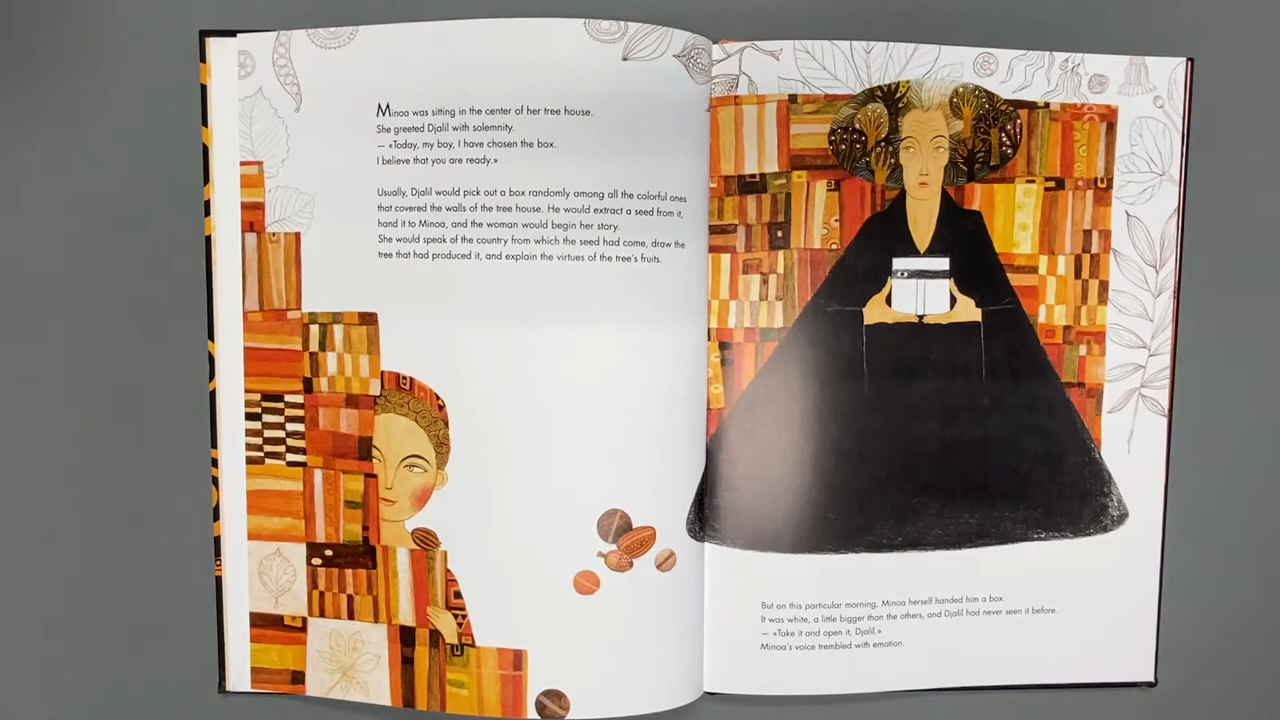 Minoa was sitting in the center of her tree house.
She greeted Djalil with solemnity.
— «Today, my boy, I have chosen the box.
I believe that you are ready.»
Usually, Djalil would pick out a box randomly among all the colorful ones
that covered the walls of the tree house. He would extract a seed from it,
hand it to Minoa, and the woman would begin her story.
She would speak of the country from which the seed had come, draw the
tree that had produced it, and explain the virtues of the tree's fruits.
But on this particular morning, Minoa herself handed him a box.
It was white, a little bigger than the others, and Djalil had never seen it before.
— «Take it and open it, Djalil.»
Minoa's voice trembled with emotion.